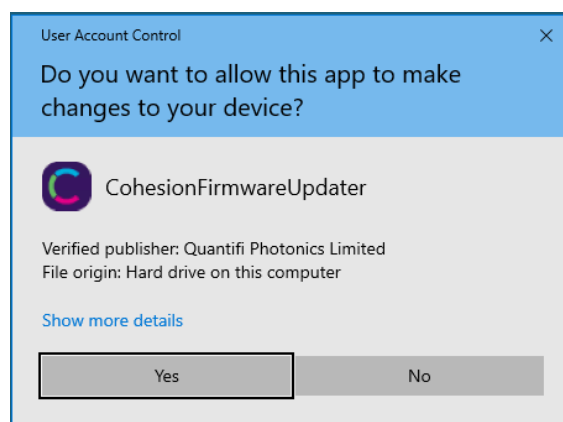 User Account Control
Do you want to allow this app to make
changes to your device?
CohesionFirmwareUpdater
Verified publisher: Quantifi Photonics Limited
File origin: Hard drive on this computer
Show more details
Yes
No